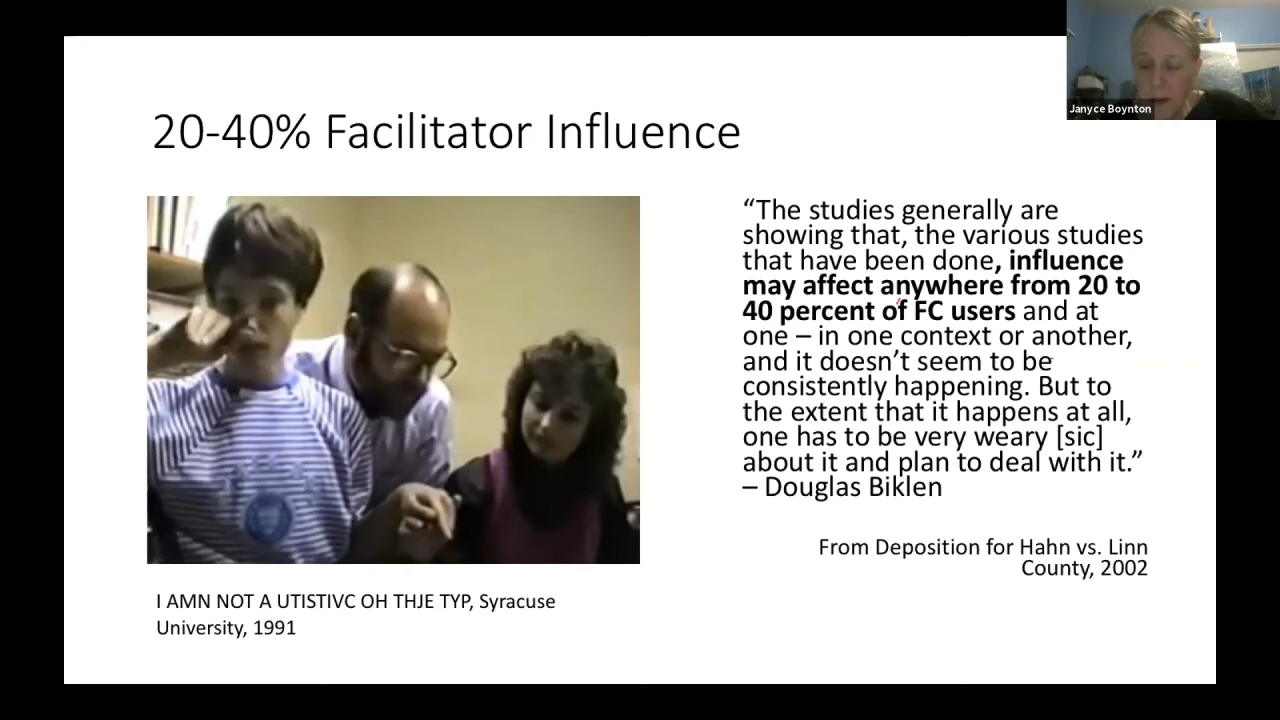 Janyce Boynton
20-40% Facilitator Influence
“The studies generally are
showing that, the various studies
that have been done, influence
may affect anywhere from 20 to
40 percent of FC users and at
one – in one context or another,
and it doesn’t seem to be
consistently happening. But to
the extent that it happens at all,
one has to be very weary [sic]
about it and plan to deal with it.”
– Douglas Biklen
From Deposition for Hahn vs. Linn
County, 2002
I AMN NOT A UTISTIVC OH THJE TYP, Syracuse
University, 1991